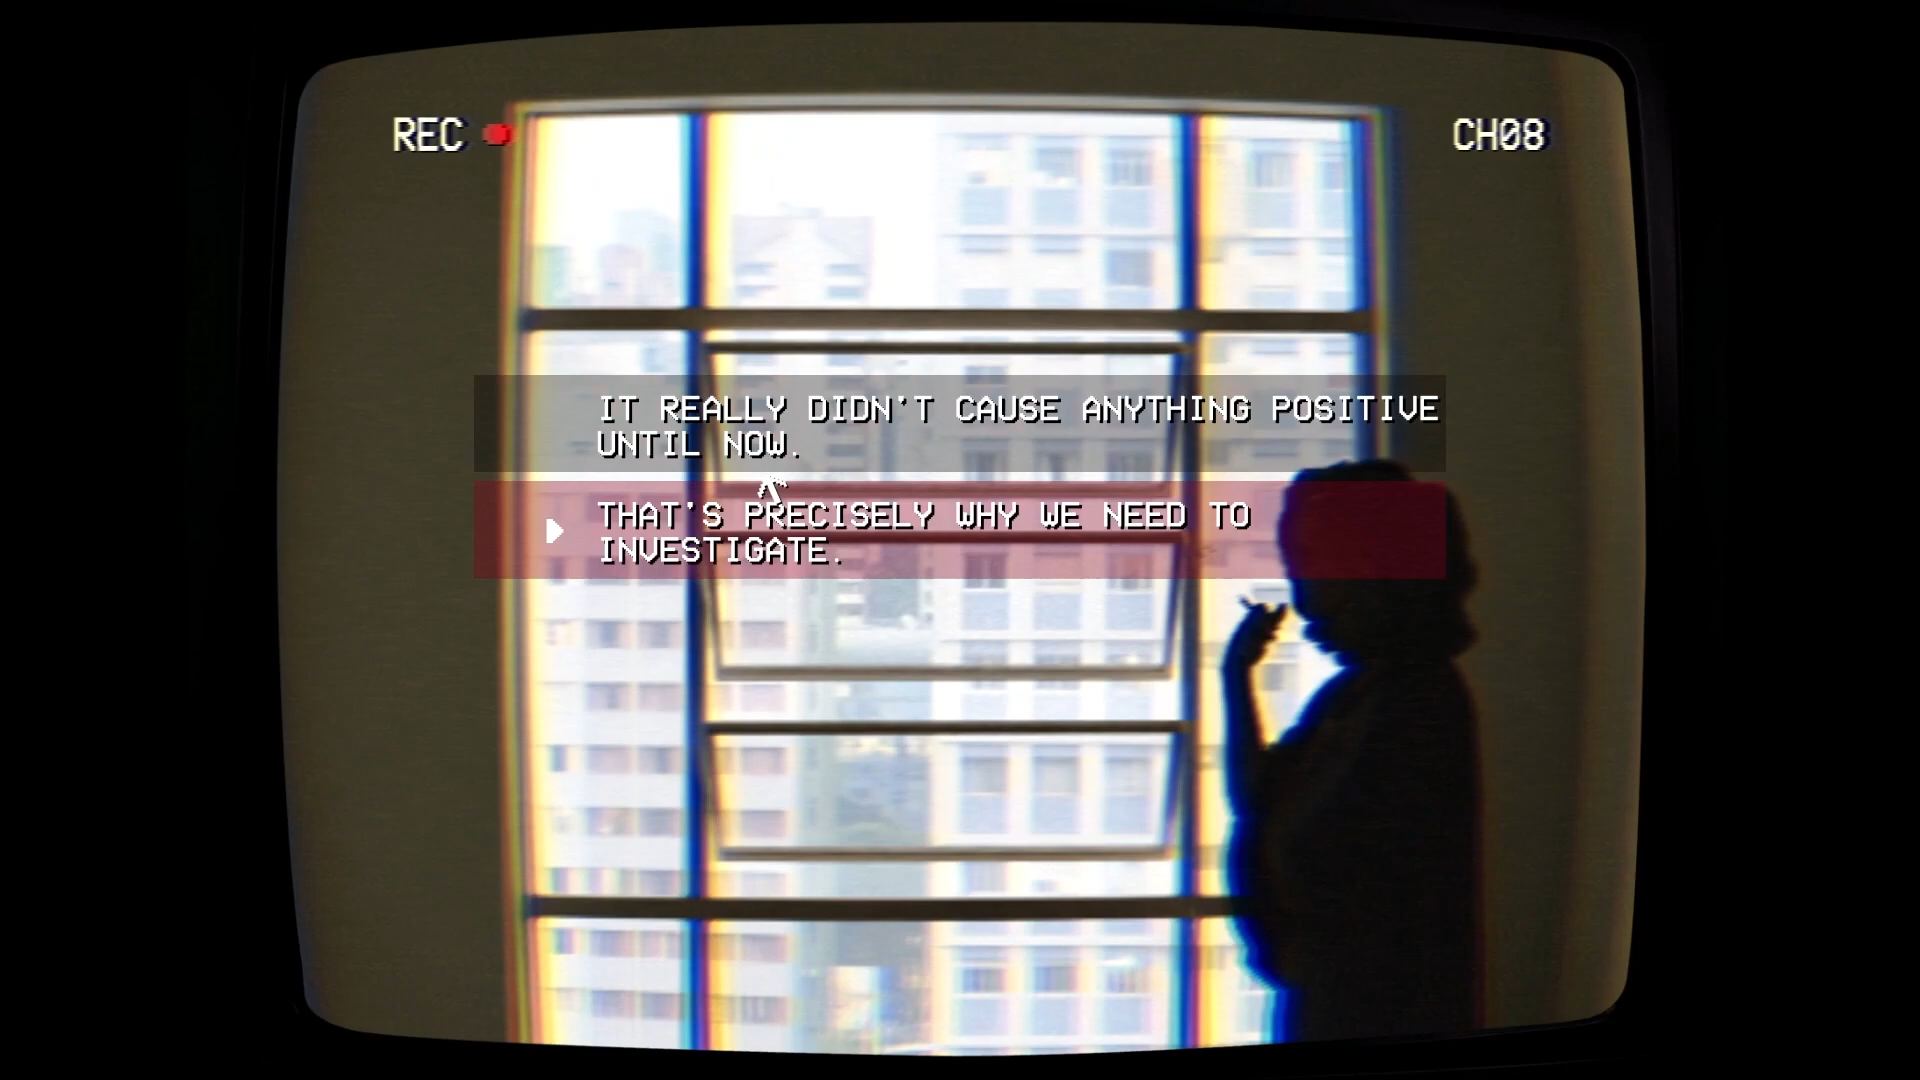 REC
CH08
IT REALLY DIDN'T CAUSE ANYTHING POSITIVE
UNTIL NOW.
THAT'S PRECISELY WHY WE NEED TO
INVESTIGATE.